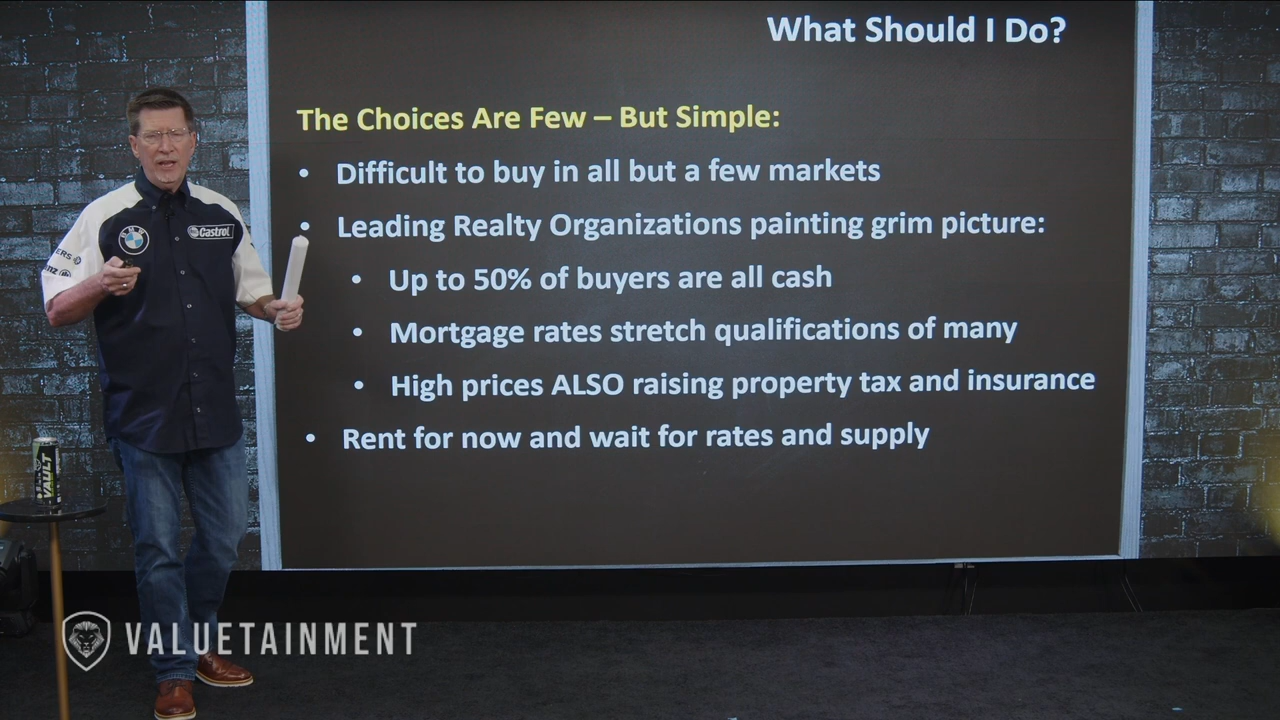 What Should I Do?
The Choices Are Few – But Simple:
• Difficult to buy in all but a few markets
• Leading Realty Organizations painting grim picture:
• Up to 50% of buyers are all cash
• Mortgage rates stretch qualifications of many
• High prices ALSO raising property tax and insurance
• Rent for now and wait for rates and supply
BMW
Castrol
VAULT
VALUETAINMENT